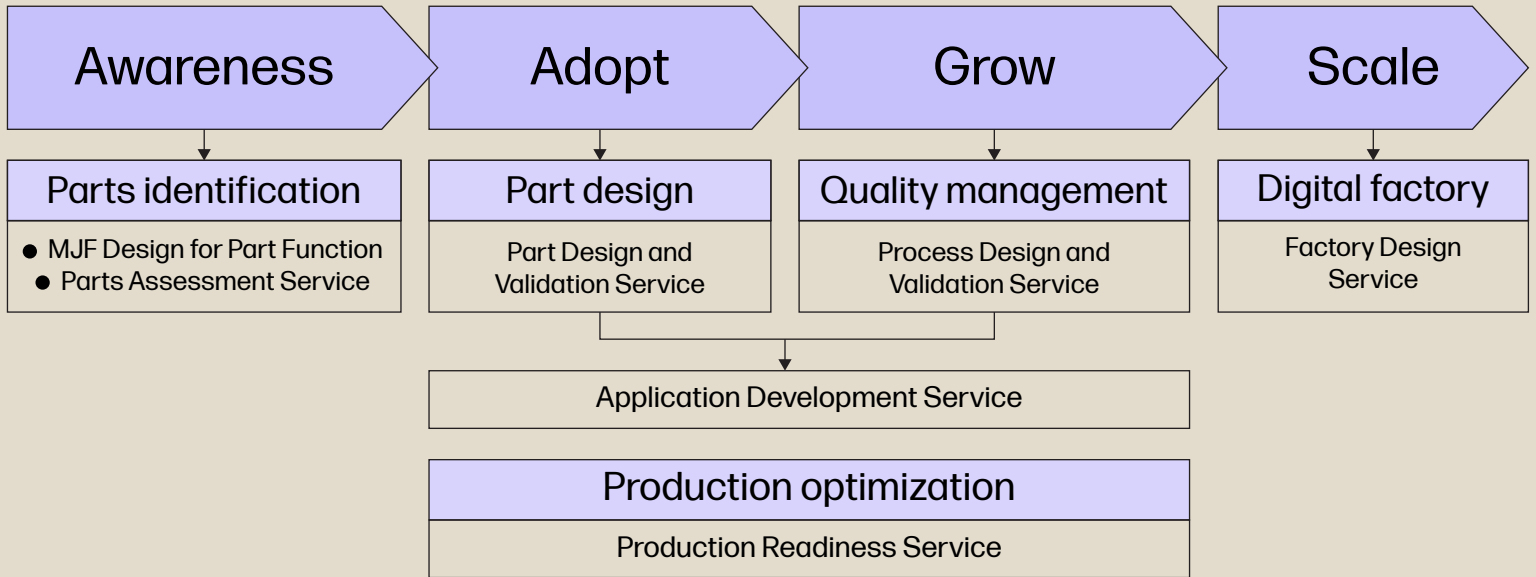 Awareness
Adopt
Grow
Scale
Parts identification
● MJF Design for Part Function
● Parts Assessment Service
Part design
Part Design and
Validation Service
Quality management
Process Design and
Validation Service
Digital factory
Factory Design
Service
Application Development Service
Production optimization
Production Readiness Service